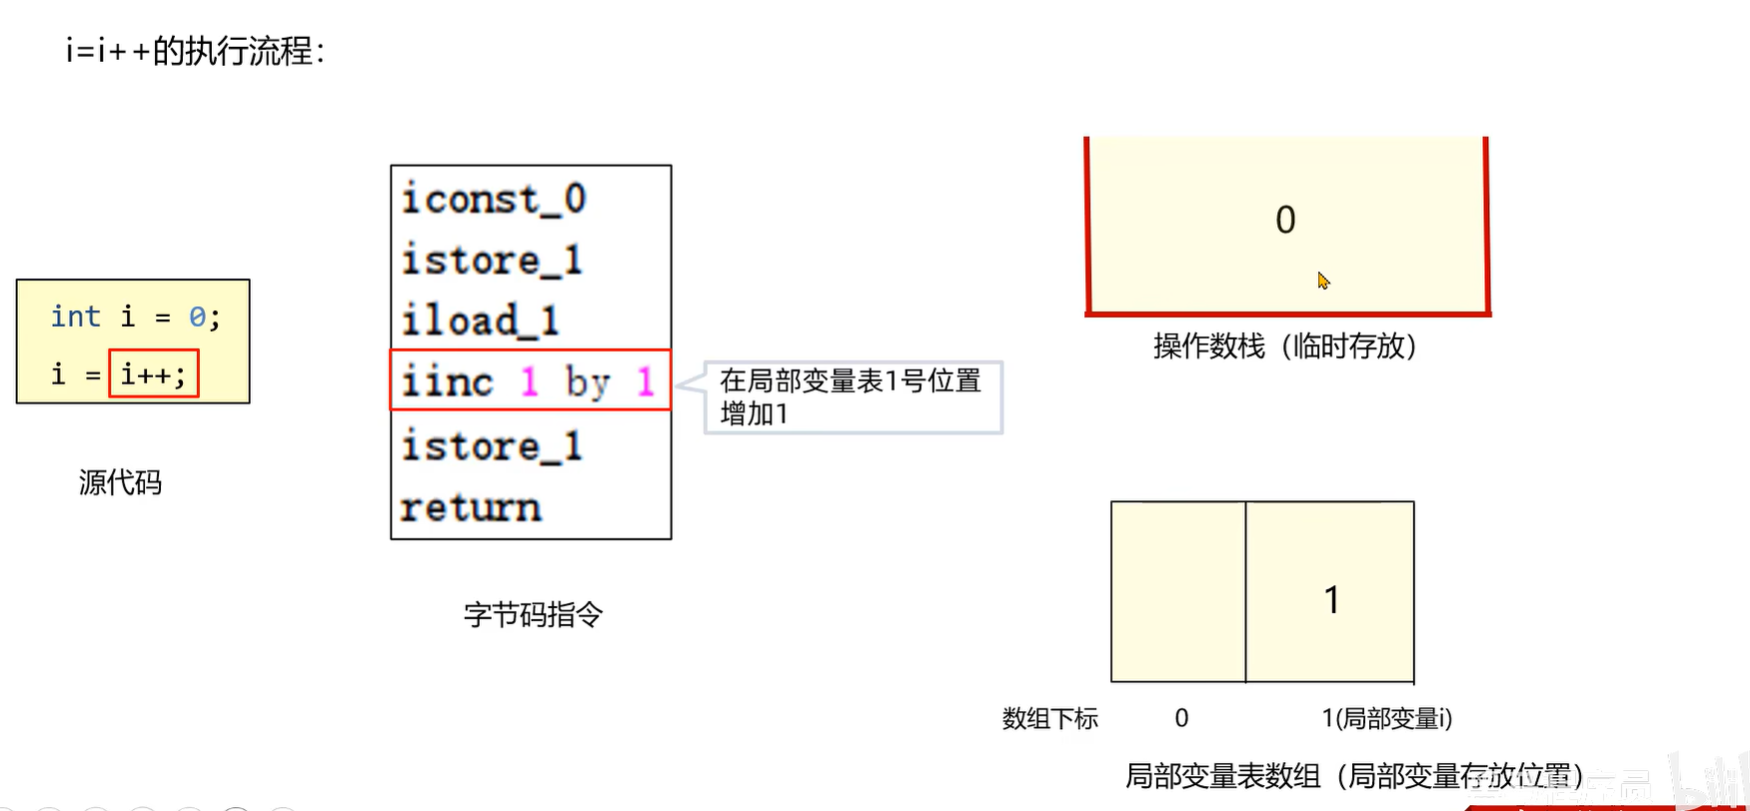 i=i++的执行流程：
int i = 0;
i = i++;
源代码
iconst_0
istore_1
iload_1
iinc 1 by 1
istore_1
return
字节码指令
在局部变量表1号位置
增加1
0
操作数栈（临时存放）
1
数组下标 0 1(局部变量i)
局部变量表数组（局部变量存放位置）